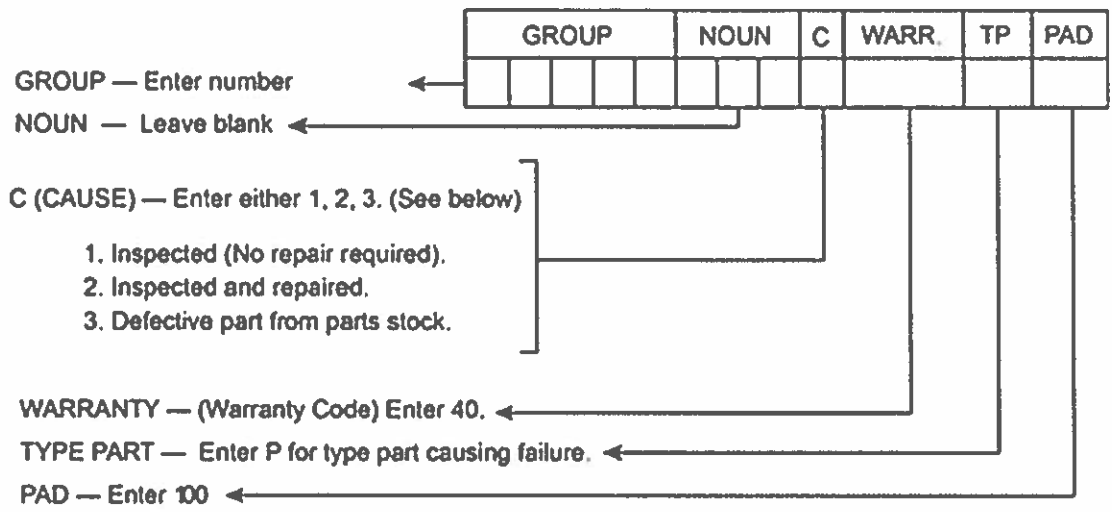 GROUP NOUN C WARR. TP PAD
GROUP — Enter number
NOUN — Leave blank
C (CAUSE) — Enter either 1, 2, 3. (See below)
1. Inspected (No repair required).
2. Inspected and repaired.
3. Defective part from parts stock.
WARRANTY — (Warranty Code) Enter 40.
TYPE PART — Enter P for type part causing failure.
PAD — Enter 100